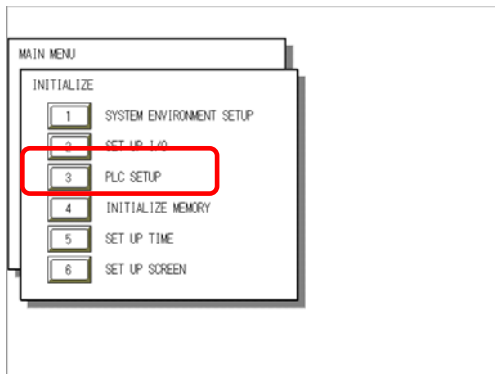 MAIN MENU
INITIALIZE
1 SYSTEM ENVIRONMENT SETUP
2 SET UP I/O
3 PLC SETUP
4 INITIALIZE MEMORY
5 SET UP TIME
6 SET UP SCREEN